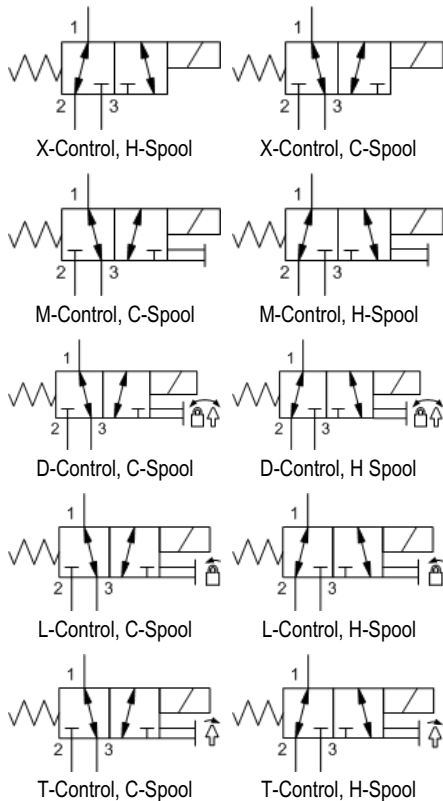 1
1
2 3
2 3
X-Control, H-Spool
X-Control, C-Spool
1
1
2 3
2 3
M-Control, C-Spool
M-Control, H-Spool
1
1
2 3
2 3
D-Control, C-Spool
D-Control, H Spool
1
1
2 3
2 3
L-Control, C-Spool
L-Control, H-Spool
1
1
2 3
2 3
T-Control, C-Spool
T-Control, H-Spool